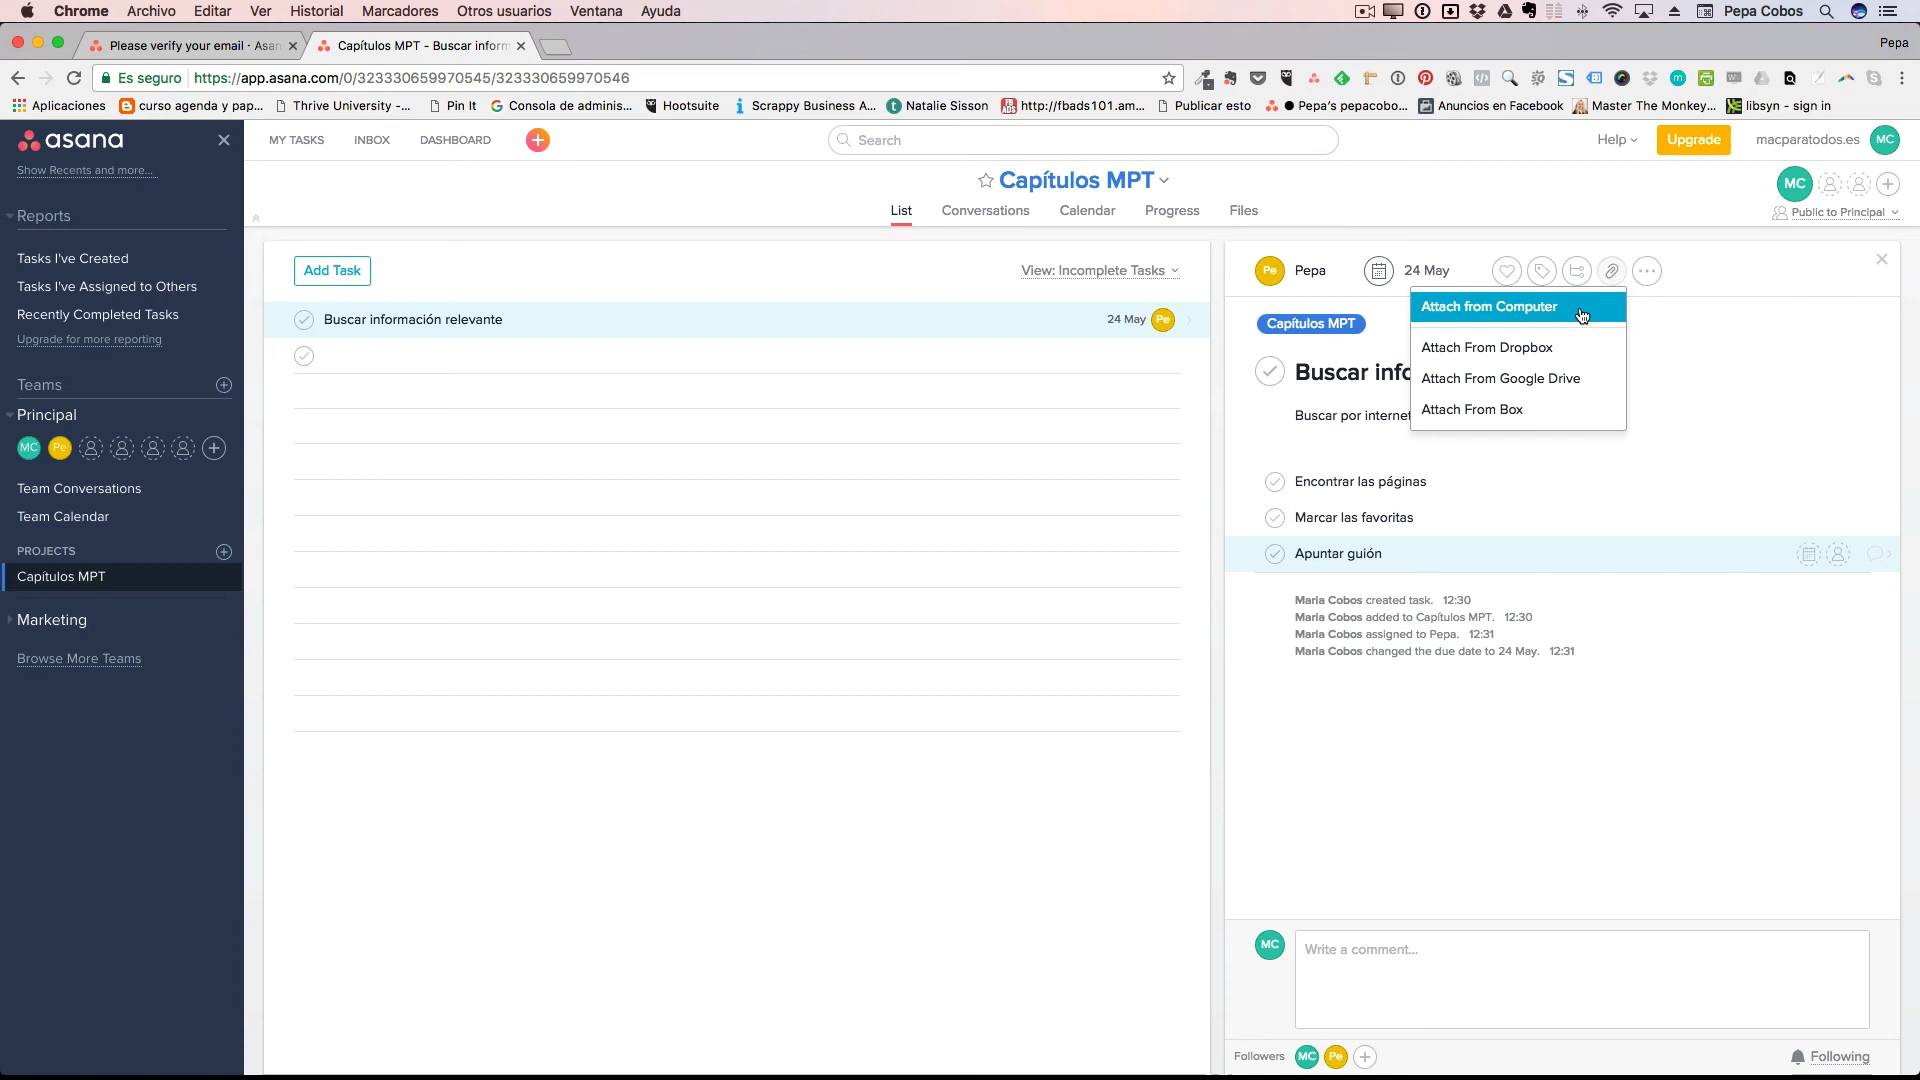 Chrome Archivo Editar Ver Historial Marcadores Otros usuarios Ventana Ayuda Pepa Cobos
Please verify your email · Asan Capítulos MPT - Buscar inform Pepa
Es seguro https://app.asana.com/0/323330659970545/323330659970546
Aplicaciones curso agenda y pap... Thrive University -... Pin It Consola de adminis... Hootsuite Scrappy Business A... Natalie Sisson http://fbads101.am... Publicar esto Pepa's pepacobo... Anuncios en Facebook Master The Monkey... libsyn - sign in
asana
Show Recents and more...
Reports
Tasks I've Created
Tasks I've Assigned to Others
Recently Completed Tasks
Upgrade for more reporting
Teams
Principal
MC Pe
Team Conversations
Team Calendar
PROJECTS
Capítulos MPT
Marketing
Browse More Teams
MY TASKS INBOX DASHBOARD Search Help Upgrade macparatodos.es MC
Capítulos MPT
MC
List Conversations Calendar Progress Files
Public to Principal
Add Task View: Incomplete Tasks
Buscar información relevante 24 May Pe
Pe Pepa 24 May
Attach from Computer
Attach From Dropbox
Attach From Google Drive
Attach From Box
Capítulos MPT
Buscar info
Buscar por internet
Encontrar las páginas
Marcar las favoritas
Apuntar guión
Maria Cobos created task. 12:30
Maria Cobos added to Capítulos MPT. 12:30
Maria Cobos assigned to Pepa. 12:31
Maria Cobos changed the due date to 24 May. 12:31
MC Write a comment...
Followers MC Pe Following